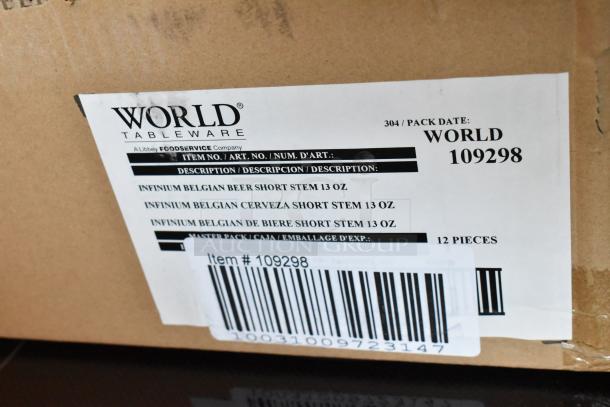 WORLD®
TABLEWARE
A Libbey FOODSERVICE Company
304 / PACK DATE:
WORLD
109298
ITEM NO. / ART. NO. / NUM. D'ART.:
DESCRIPTION / DESCRIPCION / DESCRIPTION:
INFINIUM BELGIAN BEER SHORT STEM 13 OZ
INFINIUM BELGIAN CERVEZA SHORT STEM 13 OZ
INFINIUM BELGIAN DE BIERE SHORT STEM 13 OZ
MASTER PACK / CAJA / EMBALLAGE D'EXP.:
12 PIECES
AUCTION GROUP
Item # 109298
10031009723147